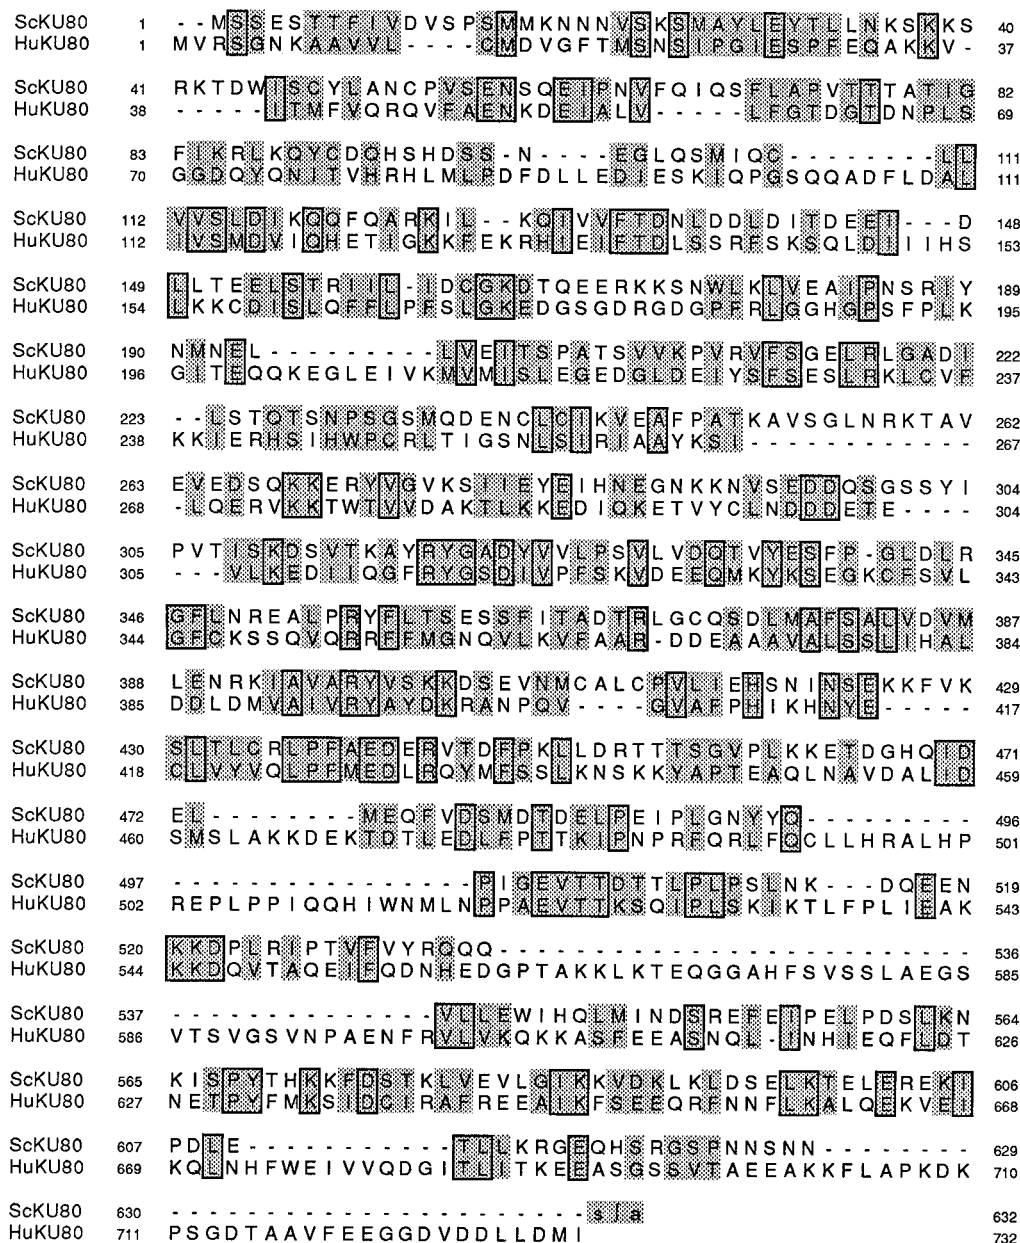 ScKU80 1 - - M S S E S T T F I V D V S P S M M K N N N V S K S M A Y L E Y T L L N K S K K S 40
HuKU80 1 M V R S G N K A A V V L - - - - C M D V G F T M S N S I P G I E S P F E Q A K K V - 37
ScKU80 41 R K T D W I S C Y L A N C P V S E N S Q E I P N V F Q I Q S F L A P V T T T A T I G 82
HuKU80 38 - - - - - I T M F V Q R Q V F A E N K D E I A L V - - - - - L F G T D G T D N P L S 69
ScKU80 83 F I K R L K Q Y C D Q H S H D S S - N - - - - E G L Q S M I Q C - - - - - - - - L L 111
HuKU80 70 G G D Q Y Q N I T V H R H L M L P D F D L L E D I E S K I Q P G S Q Q A D F L D A L 111
ScKU80 112 V V S L D I K Q Q F Q A R K I L - - K Q I V V F T D N L D D L D I T D E E I - - - D 148
HuKU80 112 I V S M D V I Q H E T I G K K F E K R H I E I F T D L S S R F S K S Q L D I I I H S 153
ScKU80 149 L L T E E L S T R I I L - I D C G K D T Q E E R K K S N W L K L V E A I P N S R I Y 189
HuKU80 154 L K K C D I S L Q F F L P F S L G K E D G S G D R G D G P F R L G G H G P S F P L K 195
ScKU80 190 N M N E L - - - - - - - - - L V E I T S P A T S V V K P V R V F S G E L R L G A D I 222
HuKU80 196 G I T E Q Q K E G L E I V K M V M I S L E G E D G L D E I Y S F S E S L R K L C V F 237
ScKU80 223 - - L S T Q T S N P S G S M Q D E N C L C I K V E A F P A T K A V S G L N R K T A V 262
HuKU80 238 K K I E R H S I H W P C R L T I G S N L S I R I A A Y K S I - - - - - - - - - - - - 267
ScKU80 263 E V E D S Q K K E R Y V G V K S I I E Y E I H N E G N K K N V S E D D Q S G S S Y I 304
HuKU80 268 - L Q E R V K K T W T V V D A K T L K K E D I Q K E T V Y C L N D D D E T E - - - - 304
ScKU80 305 P V T I S K D S V T K A Y R Y G A D Y V V L P S V L V D Q T V Y E S F P - G L D L R 345
HuKU80 305 - - - V L K E D I I Q G F R Y G S D I V P F S K V D E E Q M K Y K S E G K C F S V L 343
ScKU80 346 G F L N R E A L P R Y F L T S E S S F I T A D T R L G C Q S D L M A F S A L V D V M 387
HuKU80 344 G F C K S S Q V Q R R F F M G N Q V L K V F A A R - D D E A A A V A L S S L I H A L 384
ScKU80 388 L E N R K I A V A R Y V S K K D S E V N M C A L C P V L I E H S N I N S E K K F V K 429
HuKU80 385 D D L D M V A I V R Y A Y D K R A N P Q V - - - - G V A F P H I K H N Y E - - - - - 417
ScKU80 430 S L T L C R L P F A E D E R V T D F P K L L D R T T T S G V P L K K E T D G H Q I D 471
HuKU80 418 C L V Y V Q L P F M E D L R Q Y M F S S L K N S K K Y A P T E A Q L N A V D A L I D 459
ScKU80 472 E L - - - - - - - - M E Q F V D S M D T D E L P E I P L G N Y Y Q - - - - - - - - - 496
HuKU80 460 S M S L A K K D E K T D T L E D L F P T T K I P N P R F Q R L F Q C L L H R A L H P 501
ScKU80 497 - - - - - - - - - - - - - - - - P I G E V T T D T T L P L P S L N K - - - D Q E E N 519
HuKU80 502 R E P L P P I Q Q H I W N M L N P P A E V T T K S Q I P L S K I K T L F P L I E A K 543
ScKU80 520 K K D P L R I P T V F V Y R Q Q Q - - - - - - - - - - - - - - - - - - - - - - - - - 536
HuKU80 544 K K D Q V T A Q E I F Q D N H E D G P T A K K L K T E Q G G A H F S V S S L A E G S 585
ScKU80 537 - - - - - - - - - - - - - - V L L E W I H Q L M I N D S R E F E I P E L P D S L K N 564
HuKU80 586 V T S V G S V N P A E N F R V L V K Q K K A S F E E A S N Q L - I N H I E Q F L D T 626
ScKU80 565 K I S P Y T H K K F D S T K L V E V L G I K K V D K L K L D S E L K T E L E R E K I 606
HuKU80 627 N E T P Y F M K S I D C I R A F R E E A I K F S E E Q R F N N F L K A L Q E K V E I 668
ScKU80 607 P D L E - - - - - - - - - - - T L L K R G E Q H S R G S P N N S N N - - - - - - - - 629
HuKU80 669 K Q L N H F W E I V V Q D G I T L I T K E E A S G S S V T A E E A K K F L A P K D K 710
ScKU80 630 - - - - - - - - - - - - - - - - - - - - - - s l a 632
HuKU80 711 P S G D T A A V F E E G G D V D D L L D M I 732